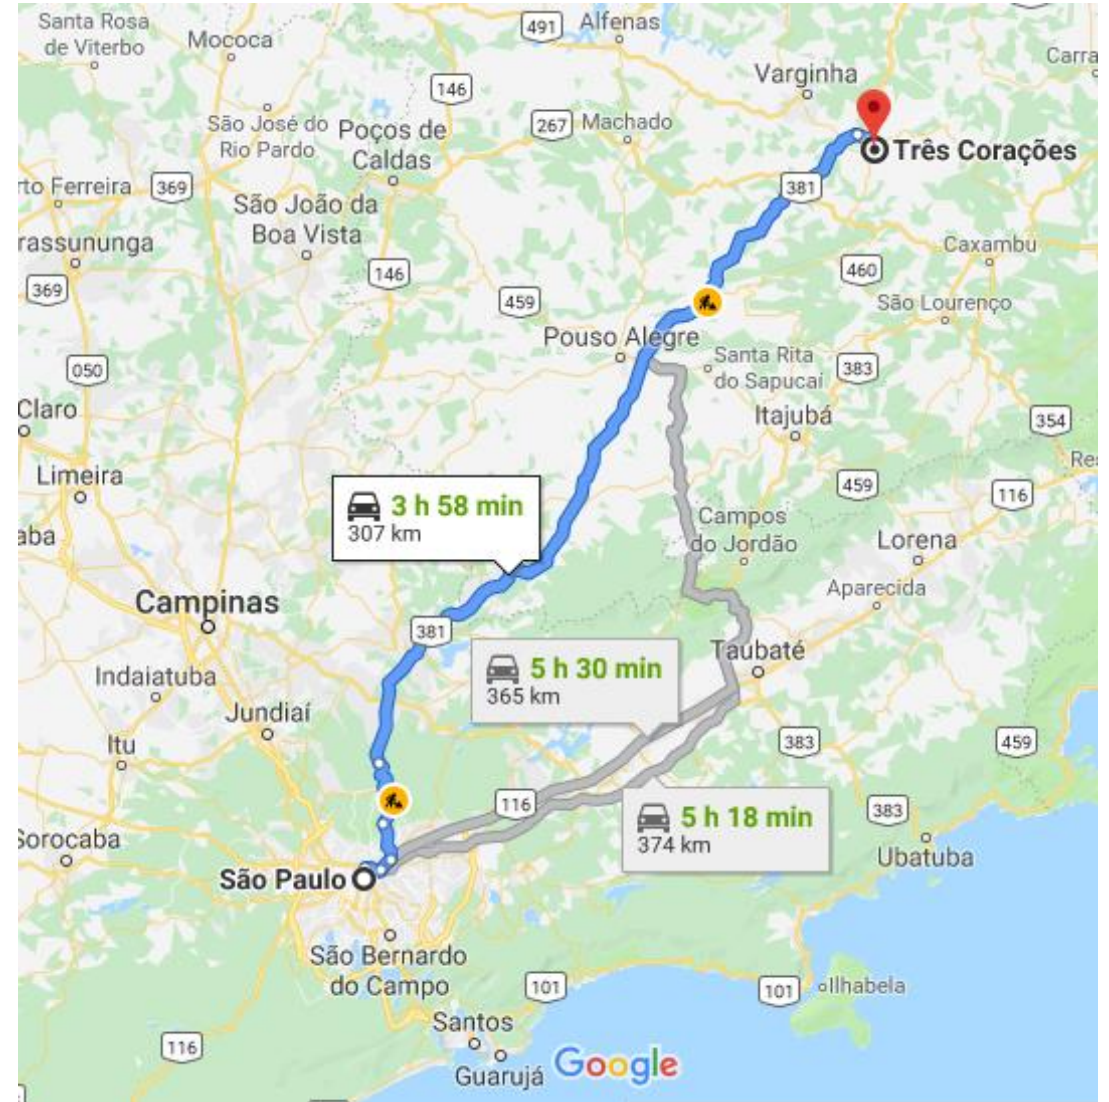 Santa Rosa
de Viterbo
Mococa
491
Alfenas
Carra
146
Varginha
São José do
Rio Pardo
Poços de
Caldas
267
Machado
Três Corações
rto Ferreira
369
381
São João da
Boa Vista
rassununga
Caxambu
369
146
460
459
São Lourenço
Pouso Alegre
Santa Rita
do Sapucai
383
050
Claro
Itajubá
354
Limeira
Res
459
116
3 h 58 min
307 km
Campos
do Jordão
aba
Lorena
Campinas
Aparecida
381
Taubaté
5 h 30 min
365 km
Indaiatuba
Jundiaí
Itu
383
459
116
5 h 18 min
374 km
383
Sorocaba
Ubatuba
São Paulo
São Bernardo
do Campo
101
101
Ilhabela
Santos
116
Guarujá
Google